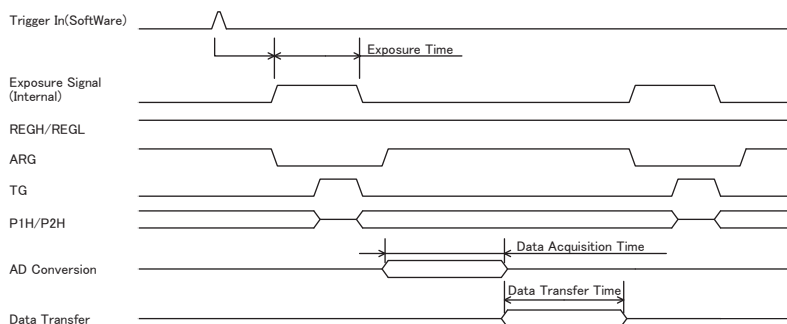 Trigger In(SoftWare)
Exposure Time
Exposure Signal
(Internal)
REGH/REGL
ARG
TG
P1H/P2H
Data Acquisition Time
AD Conversion
Data Transfer Time
Data Transfer